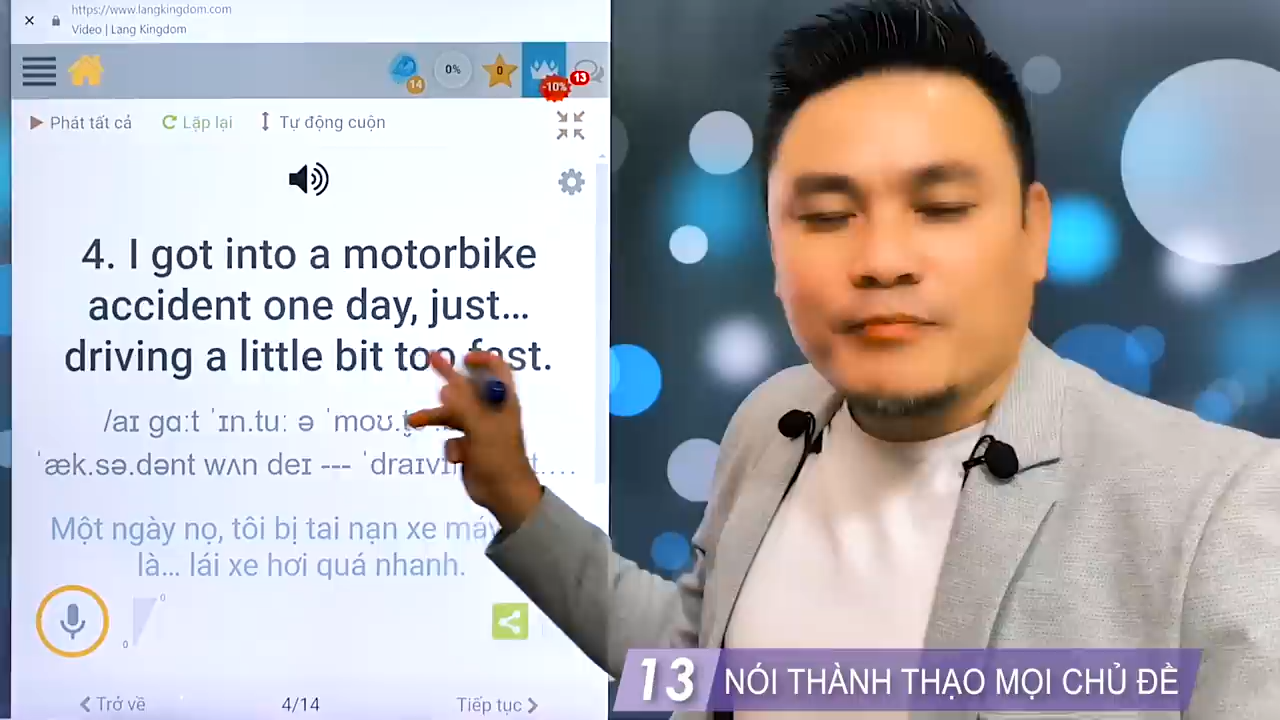 https://www.langkingdom.com
Video | Lang Kingdom
14
0%
0
-10%
13
Phát tất cả
Lặp lại
Tự động cuộn
4. I got into a motorbike
accident one day, just...
driving a little bit too fast.
/aɪ gɑːt ˈɪn.tuː ə
ˈæk.sə.dənt wʌn deɪ ---
Một ngày nọ, tôi bị tai nạn xe máy
là... lái xe hơi quá nhanh.
0
0
Trở về
4/14
Tiếp tục
13 NÓI THÀNH THẠO MỌI CHỦ ĐỀ